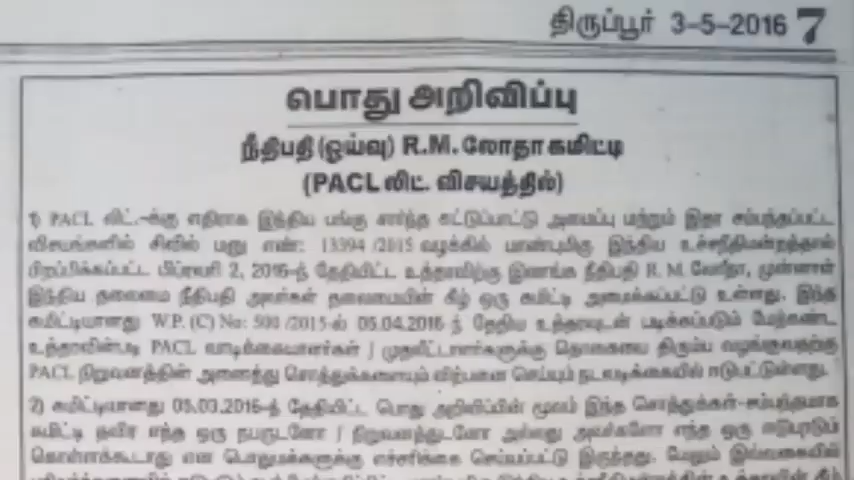 திருப்பூர் 3-5-2016 7
பொது அறிவிப்பு
நீதிபதி (ஓய்வு) R.M. லோதா கமிட்டி
(PACL லிட். விசயத்தில்)
1) PACL லிட்.-க்கு எதிராக இந்திய பங்கு சார்ந்த கட்டுப்பாட்டு அமைப்பு மற்றும் இதர சம்பந்தப்பட்ட
விசயங்களில் சிவில் மனு எண்: 13394 /2015 வழக்கில் மாண்புமிகு இந்திய உச்சநீதிமன்றத்தால்
பிறப்பிக்கப்பட்ட பிப்ரவரி 2, 2016-ந் தேதியிட்ட உத்தரவிற்கு இணங்க நீதிபதி R. M. லோதா, முன்னாள்
இந்திய தலைமை நீதிபதி அவர்கள் தலைமையின் கீழ் ஒரு கமிட்டி அமைக்கப்பட்டு உள்ளது. இந்த
கமிட்டியானது W.P. (C) No: 500 /2015-ல் 05.04.2016 ந் தேதிய உத்தரவுடன் படிக்கப்படும் மேற்கண்ட
உத்தரவின்படி PACL வாடிக்கையாளர்கள் / முதலீட்டாளர்களுக்கு தொகையை திரும்ப வழங்குவதற்கு
PACL நிறுவனத்தின் அனைத்து சொத்துக்களையும் விற்பனை செய்யும் நடவடிக்கையில் ஈடுபட்டுள்ளது.
2) கமிட்டியானது 05.03.2016-ந் தேதியிட்ட பொது அறிவிப்பின் மூலம் இந்த சொத்துக்கள்-சம்பந்தமாக
கமிட்டி தவிர எந்த ஒரு நபருடனோ / நிறுவனத்துடனோ அல்லது அவர்களோ எந்த ஒரு ஈடுபாடும்
கொள்ளக்கூடாது என பொதுமக்களுக்கு எச்சரிக்கை செய்யப்பட்டு இருந்தது. மேலும் இவ்வகையில்